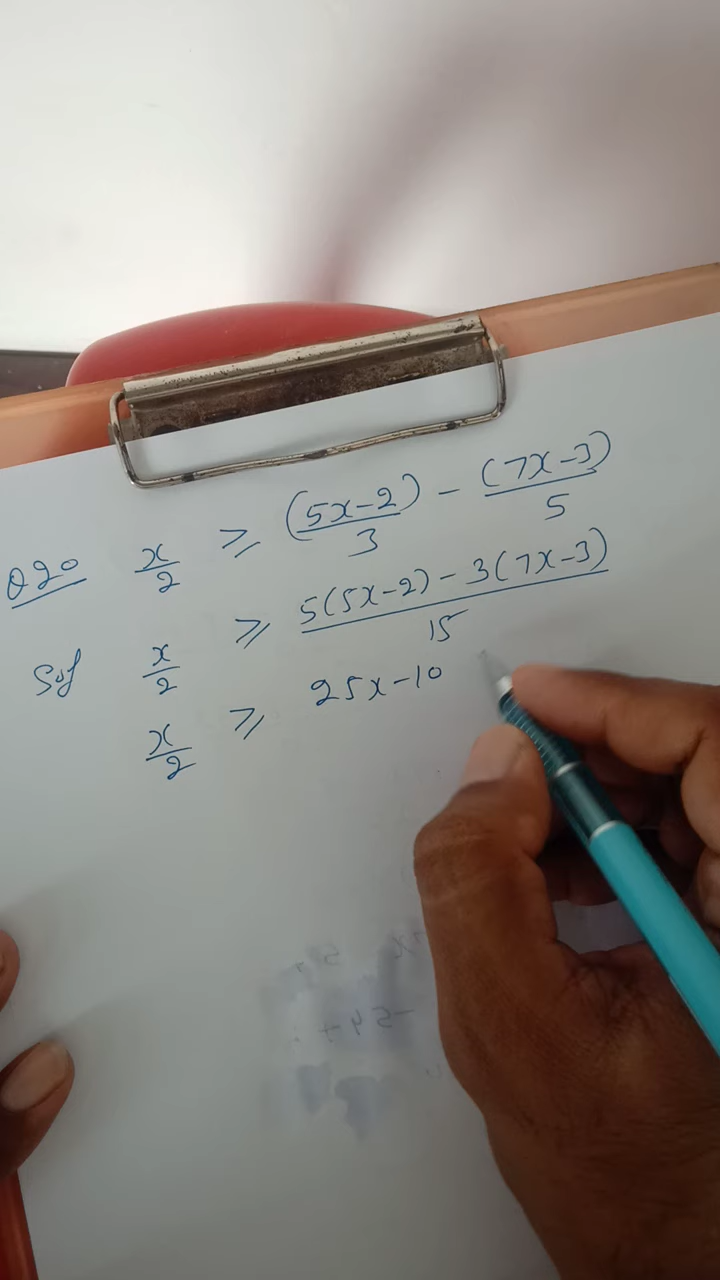 Q20 x/2 ⩾ (5x-2)/3 - (7x-3)/5
Sol x/2 ⩾ 5(5x-2)-3(7x-3)/15
x/2 ⩾ 25x-10